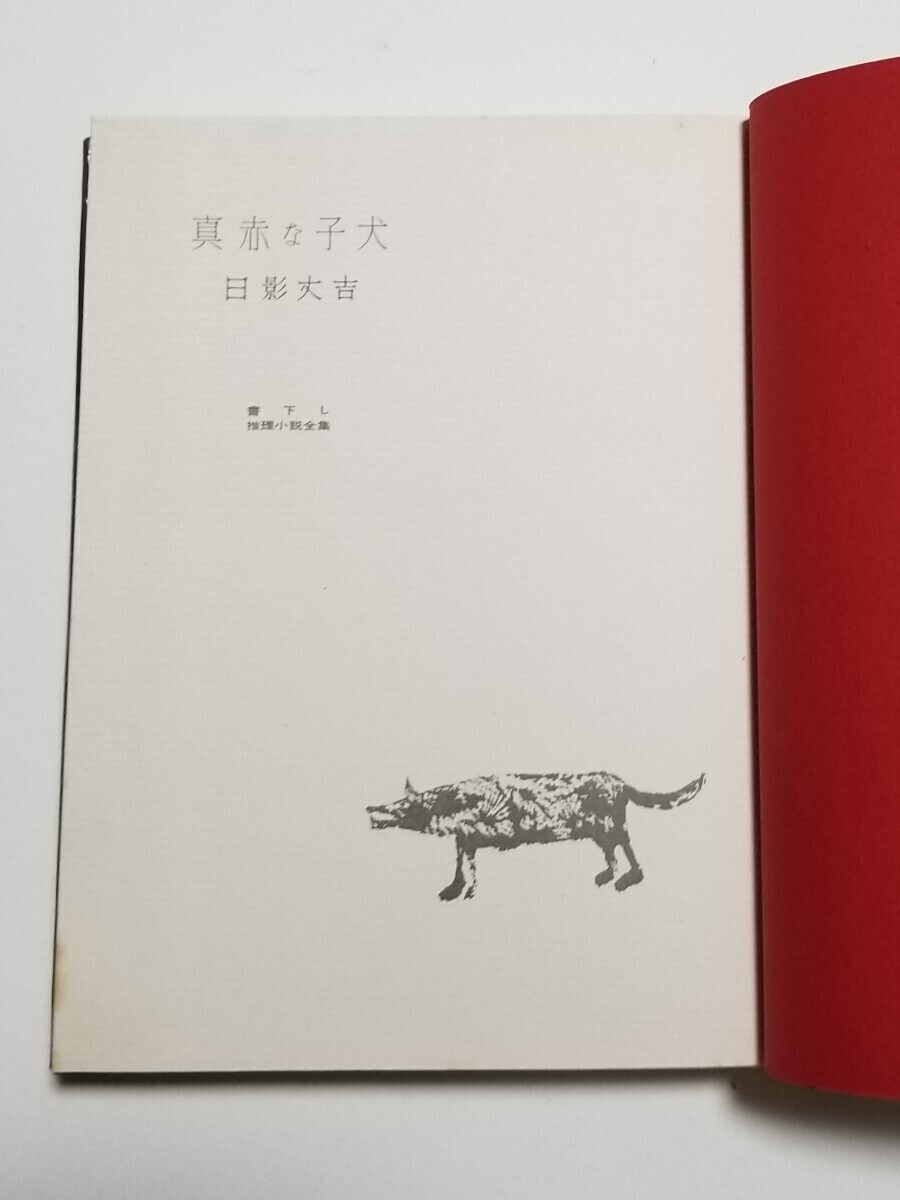 真赤な子犬
日影丈吉
書下し
推理小説全集